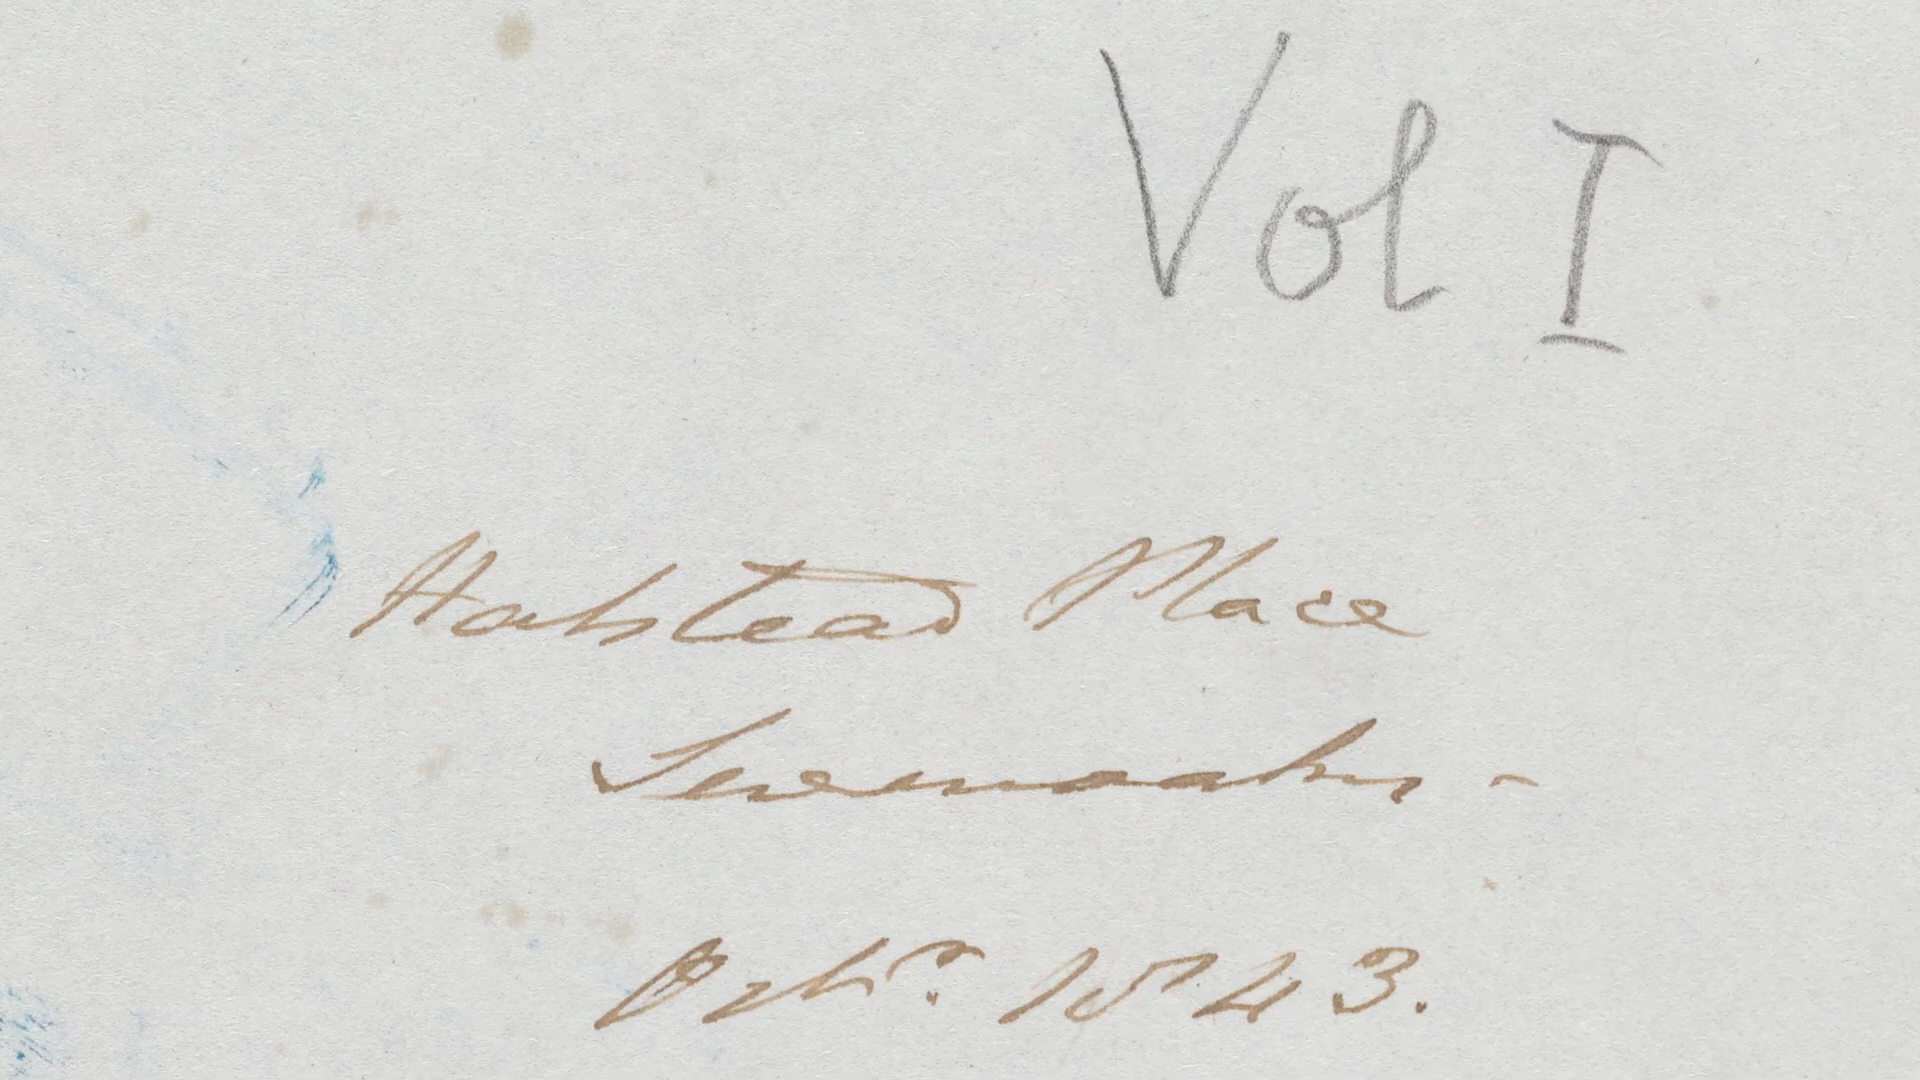 Vol I
Halstead Place
Sevenoaks -
Octr. 1843.